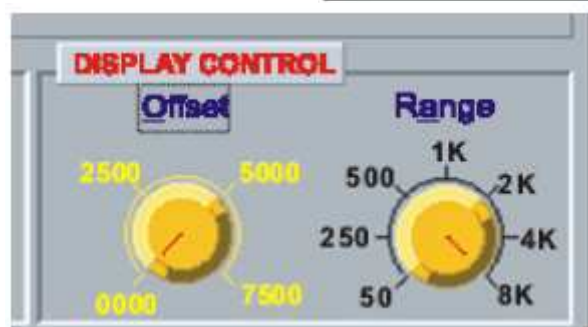 DISPLAY CONTROL
Offset
Range
2500
5000
0000
7500
1K
500
2K
250
4K
50
8K